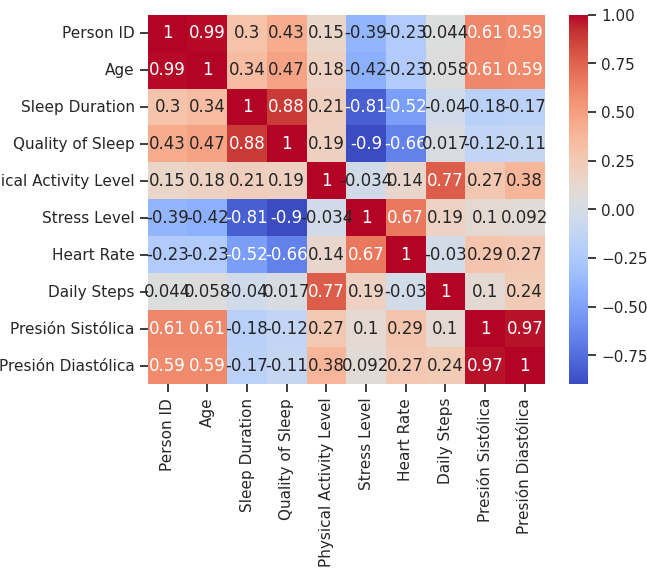 Person ID 1 0.99 0.3 0.43 0.15 -0.39 -0.23 0.044 0.61 0.59
Age 0.99 1 0.34 0.47 0.18 -0.42 -0.23 0.058 0.61 0.59
Sleep Duration 0.3 0.34 1 0.88 0.21 -0.81 -0.52 -0.04 -0.18 -0.17
Quality of Sleep 0.43 0.47 0.88 1 0.19 -0.9 -0.66 0.017 -0.12 -0.11
ical Activity Level 0.15 0.18 0.21 0.19 1 -0.034 0.14 0.77 0.27 0.38
Stress Level -0.39 -0.42 -0.81 -0.9 -0.034 1 0.67 0.19 0.1 0.092
Heart Rate -0.23 -0.23 -0.52 -0.66 0.14 0.67 1 -0.03 0.29 0.27
Daily Steps 0.044 0.058 -0.04 0.017 0.77 0.19 -0.03 1 0.1 0.24
Presión Sistólica 0.61 0.61 -0.18 -0.12 0.27 0.1 0.29 0.1 1 0.97
Presión Diastólica 0.59 0.59 -0.17 -0.11 0.38 0.092 0.27 0.24 0.97 1
Person ID
Age
Sleep Duration
Quality of Sleep
Physical Activity Level
Stress Level
Heart Rate
Daily Steps
Presión Sistólica
Presión Diastólica
1.00
0.75
0.50
0.25
0.00
−0.25
−0.50
−0.75